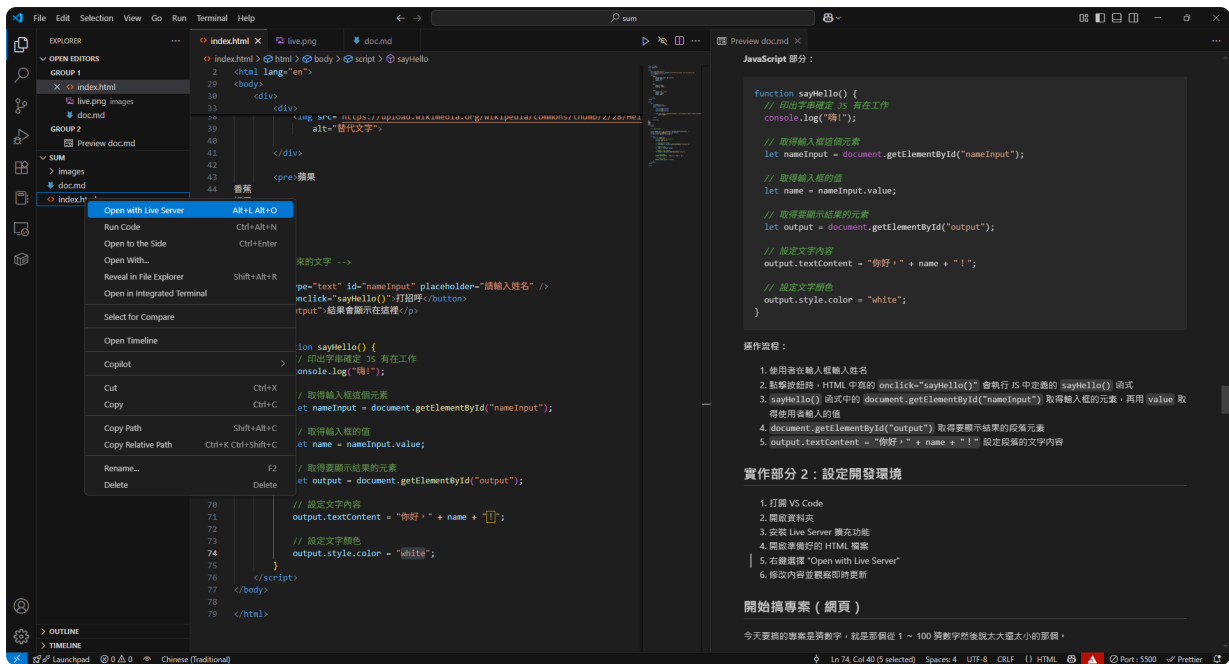 File Edit Selection View Go Run Terminal Help
sum
EXPLORER
OPEN EDITORS
GROUP 1
index.html
live.png images
doc.md
GROUP 2
Preview doc.md
SUM
images
doc.md
index.html
OUTLINE
TIMELINE
Open with Live Server Alt+L Alt+O
Run Code Ctrl+Alt+N
Open to the Side Ctrl+Enter
Open With...
Reveal in File Explorer Shift+Alt+R
Open in Integrated Terminal
Select for Compare
Open Timeline
Copilot
Cut Ctrl+X
Copy Ctrl+C
Copy Path Shift+Alt+C
Copy Relative Path Ctrl+K Ctrl+Shift+C
Rename... F2
Delete Delete
index.html live.png doc.md
index.html > html > body > script > sayHello
2 <html lang="en">
29 <body>
30 <div>
33 <div>
38 <img src="https://upload.wikimedia.org/wikipedia/commons/thumb/2/28/Hel
39 alt="替代文字">
40
41 </div>
42
43 <pre>蘋果
44 香蕉
來的文字 -->
ype="text" id="nameInput" placeholder="請輸入姓名" />
onclick="sayHello()">打招呼</button>
tput">結果會顯示在這裡</p>
ion sayHello() {
/ 印出字串確定 JS 有在工作
onsole.log("嗨!");
/ 取得輸入框這個元素
et nameInput = document.getElementById("nameInput");
/ 取得輸入框的值
et name = nameInput.value;
/ 取得要顯示結果的元素
et output = document.getElementById("output");
70 // 設定文字內容
71 output.textContent = "你好，" + name + "！";
72
73 // 設定文字顏色
74 output.style.color = "white";
75 }
76 </script>
77 </body>
78
79 </html>
Preview doc.md
JavaScript 部分：
function sayHello() {
// 印出字串確定 JS 有在工作
console.log("嗨!");
// 取得輸入框這個元素
let nameInput = document.getElementById("nameInput");
// 取得輸入框的值
let name = nameInput.value;
// 取得要顯示結果的元素
let output = document.getElementById("output");
// 設定文字內容
output.textContent = "你好，" + name + "！";
// 設定文字顏色
output.style.color = "white";
}
運作流程：
1. 使用者在輸入框輸入姓名
2. 點擊按鈕時，HTML 中寫的 onclick="sayHello()" 會執行 JS 中定義的 sayHello() 函式
3. sayHello() 函式中的 document.getElementById("nameInput") 取得輸入框的元素，再用 value 取
得使用者輸入的值
4. document.getElementById("output") 取得要顯示結果的段落元素
5. output.textContent = "你好，" + name + "！" 設定段落的文字內容
實作部分 2：設定開發環境
1. 打開 VS Code
2. 開啟資料夾
3. 安裝 Live Server 擴充功能
4. 開啟準備好的 HTML 檔案
5. 右鍵選擇 "Open with Live Server"
6. 修改內容並觀察即時更新
開始搞專案（網頁）
今天要搞的專案是猜數字，就是那個從 1 ~ 100 猜數字然後說太大還太小的那個。
Launchpad 0 0 Chinese (Traditional) Ln 74, Col 40 (5 selected) Spaces: 4 UTF-8 CRLF {} HTML Port : 5500 Prettier